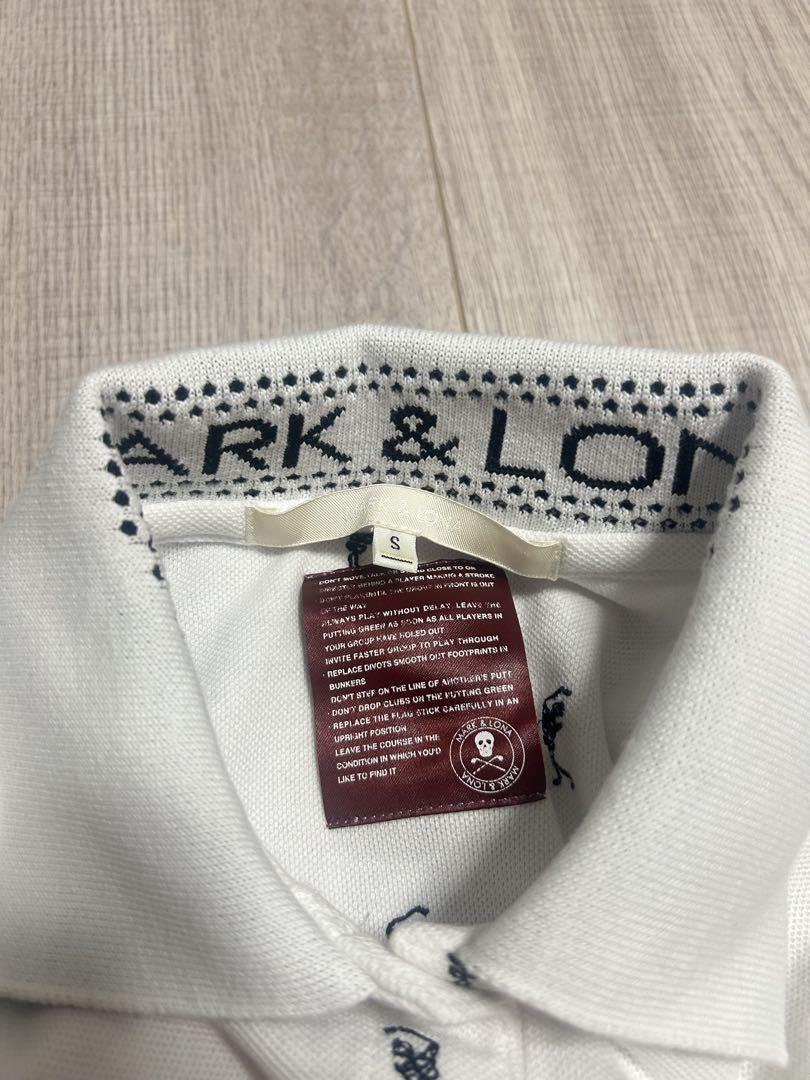 ARK & LON
MARK & LONA
S
DON'T MOVE, TALK OR STAND CLOSE TO OR
DIRECTLY BEHIND A PLAYER MAKING A STROKE
DON'T PLAY UNTIL THE GROUP IN FRONT IS OUT
OF THE WAY
ALWAYS PLAY WITHOUT DELAY. LEAVE THE
PUTTING GREEN AS SOON AS ALL PLAYERS IN
YOUR GROUP HAVE HOLED OUT
INVITE FASTER GROUP TO PLAY THROUGH
· REPLACE DIVOTS SMOOTH OUT FOOTPRINTS IN
BUNKERS
DON'T STEP ON THE LINE OF ANOTHER'S PUTT
· DON'T DROP CLUBS ON THE PUTTING GREEN
· REPLACE THE FLAG STICK CAREFULLY IN AN
UPRIGHT POSITION
LEAVE THE COURSE IN THE
CONDITION IN WHICH YOU'D
LIKE TO FIND IT
MARK & LONA
MARK & LONA